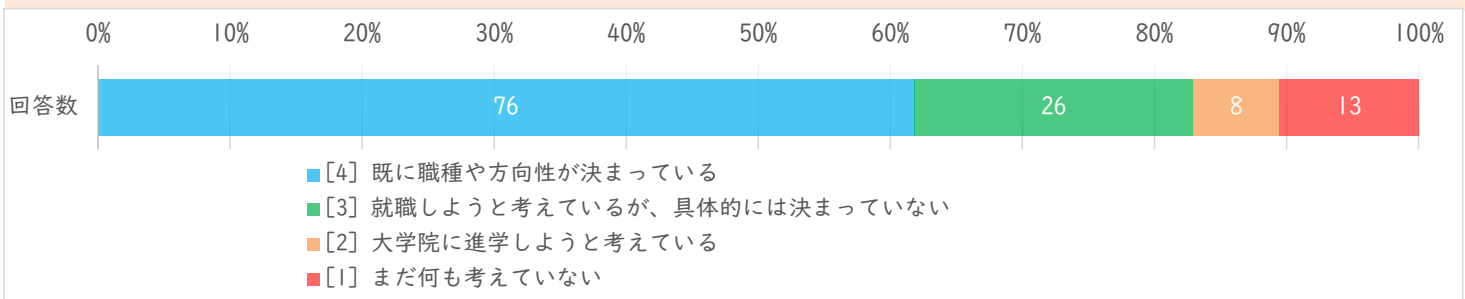 0% 10% 20% 30% 40% 50% 60% 70% 80% 90% 100%
回答数 76 26 8 13
[4] 既に職種や方向性が決まっている
[3] 就職しようと考えているが、具体的には決まっていない
[2] 大学院に進学しようと考えている
[1] まだ何も考えていない